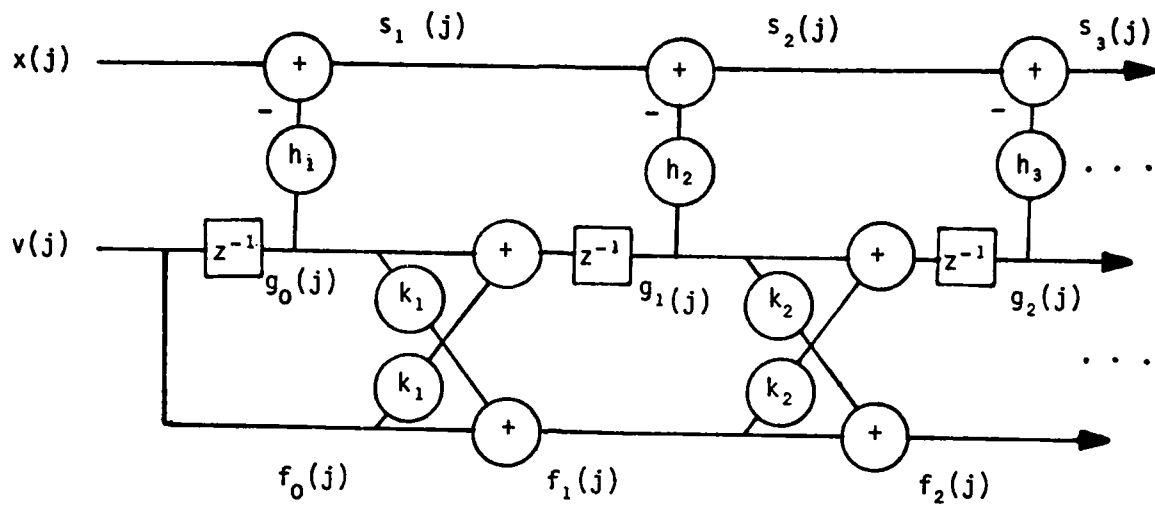 s₁ (j) s₂(j) s₃(j)
x(j) + + +
− − −
h₁ h₂ h₃ . . .
v(j) z⁻¹ + z⁻¹ + z⁻¹
g₀(j) k₁ g₁(j) k₂ g₂(j)
k₁ k₂ . . .
+ +
f₀(j) f₁(j) f₂(j)